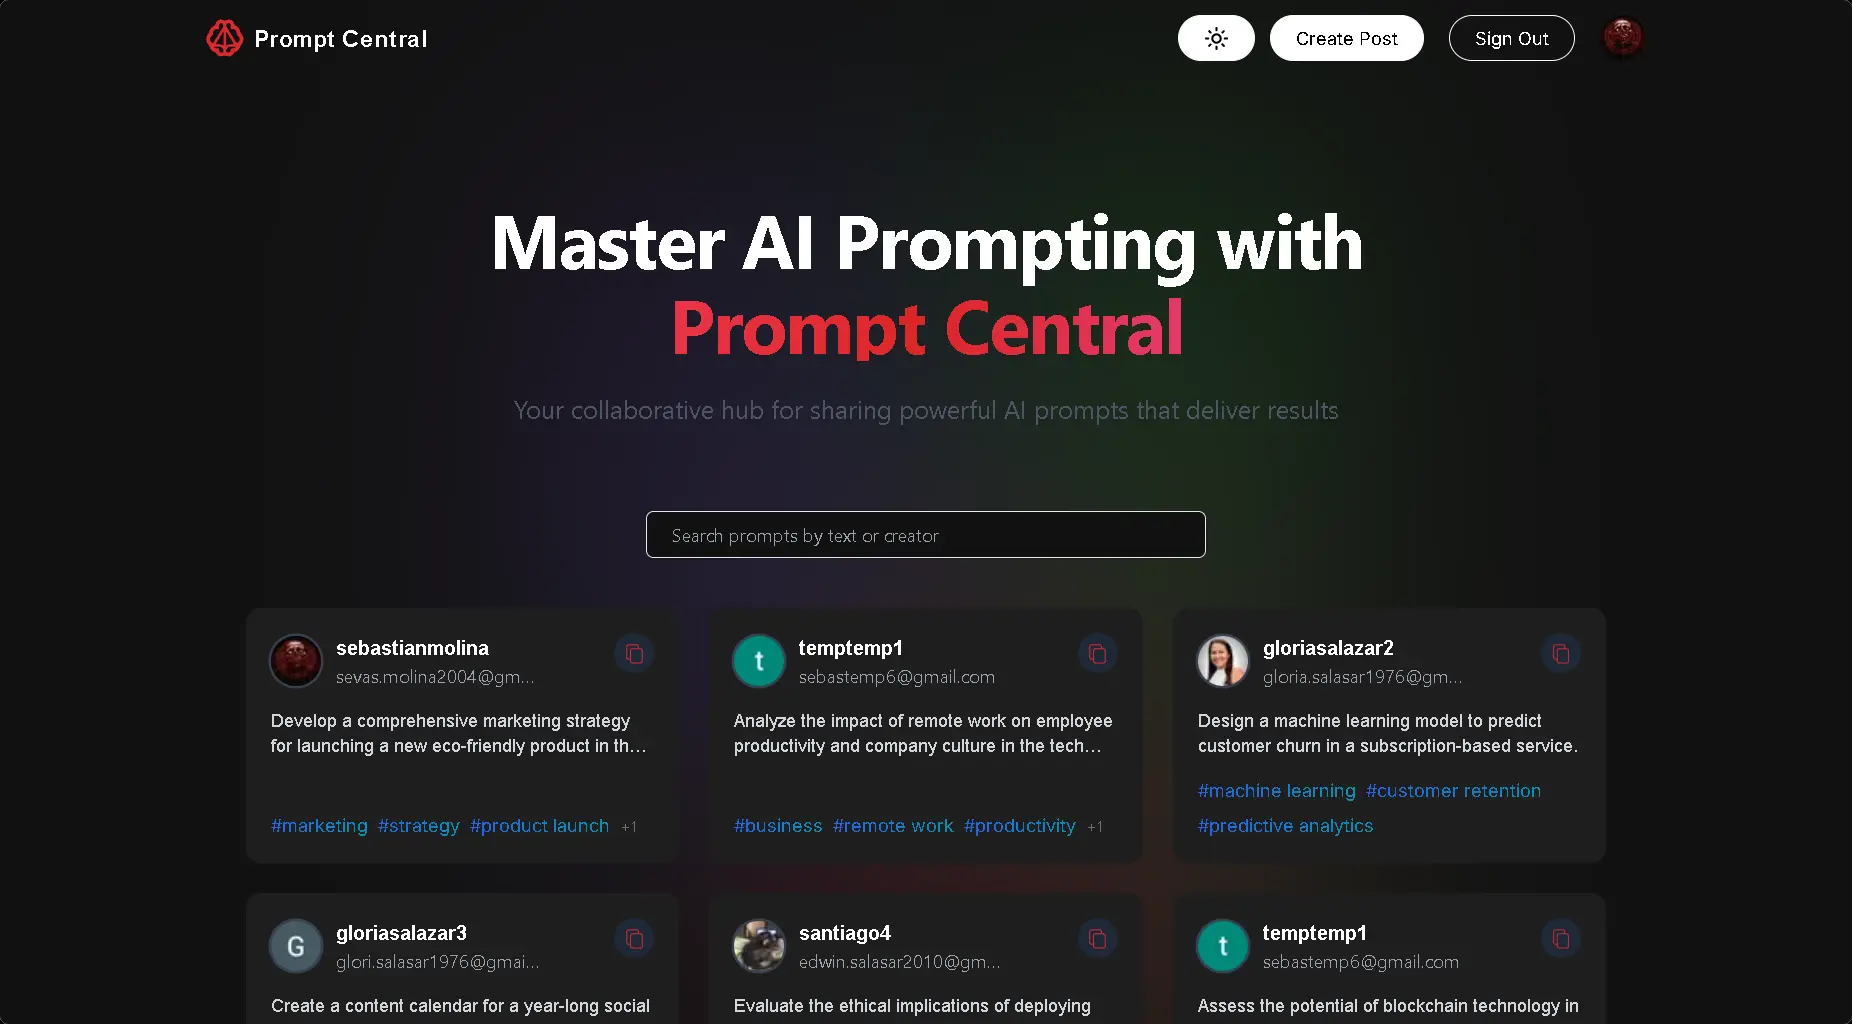 Prompt Central
Create Post
Sign Out
Master AI Prompting with
Prompt Central
Your collaborative hub for sharing powerful AI prompts that deliver results
Search prompts by text or creator
sebastianmolina
sevas.molina2004@gm...
Develop a comprehensive marketing strategy
for launching a new eco-friendly product in th...
#marketing #strategy #product launch +1
t
temptemp1
sebastemp6@gmail.com
Analyze the impact of remote work on employee
productivity and company culture in the tech...
#business #remote work #productivity +1
gloriasalazar2
gloria.salasar1976@gm...
Design a machine learning model to predict
customer churn in a subscription-based service.
#machine learning #customer retention
#predictive analytics
G
gloriasalazar3
glori.salasar1976@gmai...
Create a content calendar for a year-long social
santiago4
edwin.salasar2010@gm...
Evaluate the ethical implications of deploying
t
temptemp1
sebastemp6@gmail.com
Assess the potential of blockchain technology in